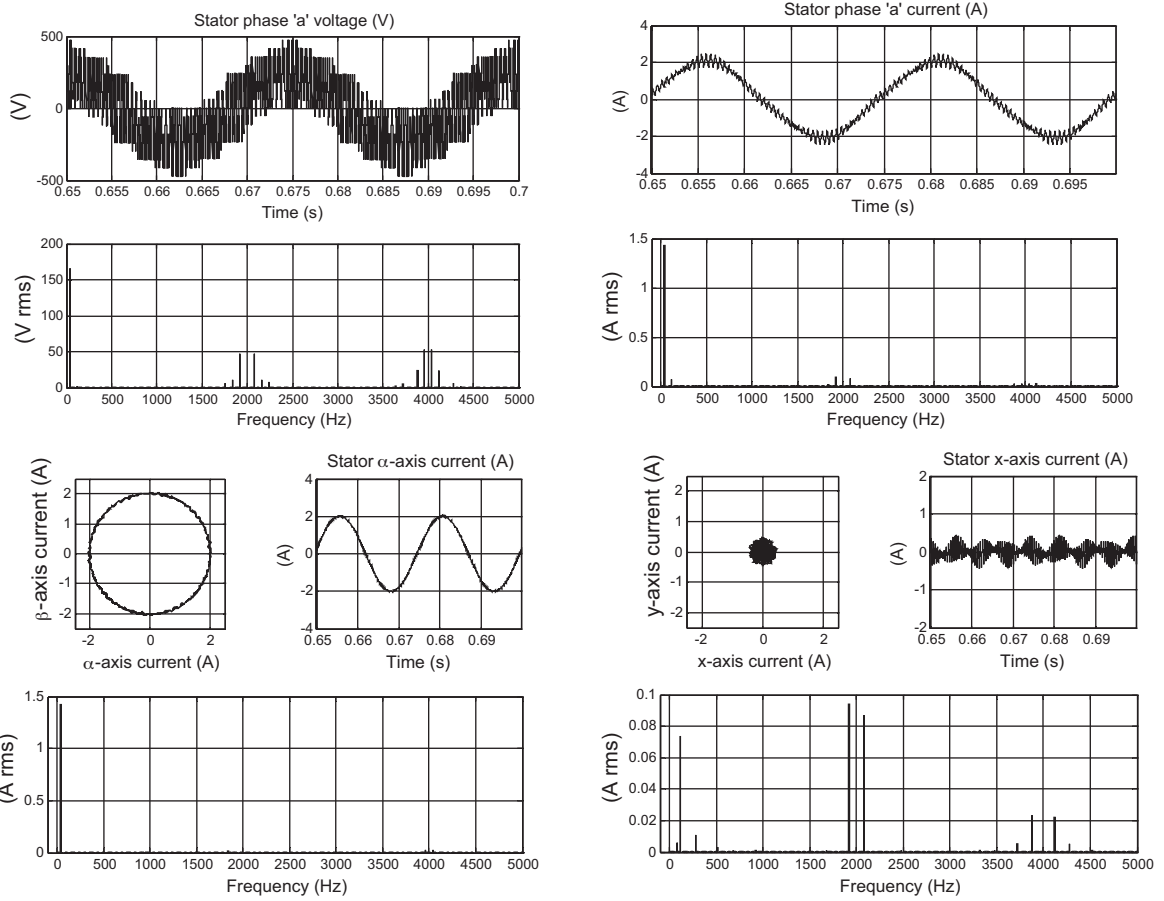 Stator phase 'a' voltage (V)
500
0
-500
(V)
0.65 0.655 0.66 0.665 0.67 0.675 0.68 0.685 0.69 0.695 0.7
Time (s)
Stator phase 'a' current (A)
4
2
0
-2
-4
(A)
0.65 0.655 0.66 0.665 0.67 0.675 0.68 0.685 0.69 0.695
Time (s)
200
150
100
50
0
(V rms)
0 500 1000 1500 2000 2500 3000 3500 4000 4500 5000
Frequency (Hz)
1.5
1
0.5
0
(A rms)
0 500 1000 1500 2000 2500 3000 3500 4000 4500 5000
Frequency (Hz)
β-axis current (A)
2
1
0
-1
-2
-2 0 2
α-axis current (A)
Stator α-axis current (A)
4
2
0
-2
-4
(A)
0.65 0.66 0.67 0.68 0.69
Time (s)
y-axis current (A)
2
1
0
-1
-2
-2 0 2
x-axis current (A)
Stator x-axis current (A)
2
1
0
-1
-2
(A)
0.65 0.66 0.67 0.68 0.69
Time (s)
1.5
1
0.5
0
(A rms)
0 500 1000 1500 2000 2500 3000 3500 4000 4500 5000
Frequency (Hz)
0.1
0.08
0.06
0.04
0.02
0
(A rms)
0 500 1000 1500 2000 2500 3000 3500 4000 4500 5000
Frequency (Hz)